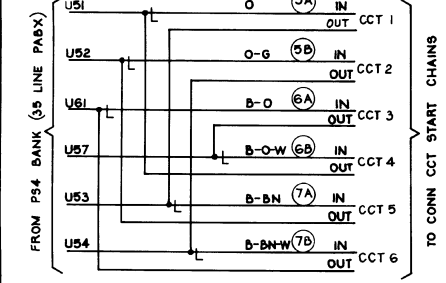 U51 O 5A IN
OUT CCT 1
U52 O-G 5B IN
OUT CCT 2
U61 B-O 6A IN
OUT CCT 3
U57 B-O-W 6B IN
OUT CCT 4
U53 B-BN 7A IN
OUT CCT 5
U54 B-BN-W 7B IN
OUT CCT 6
FROM PS4 BANK (35 LINE PABX)
TO CONN CCT START CHAINS